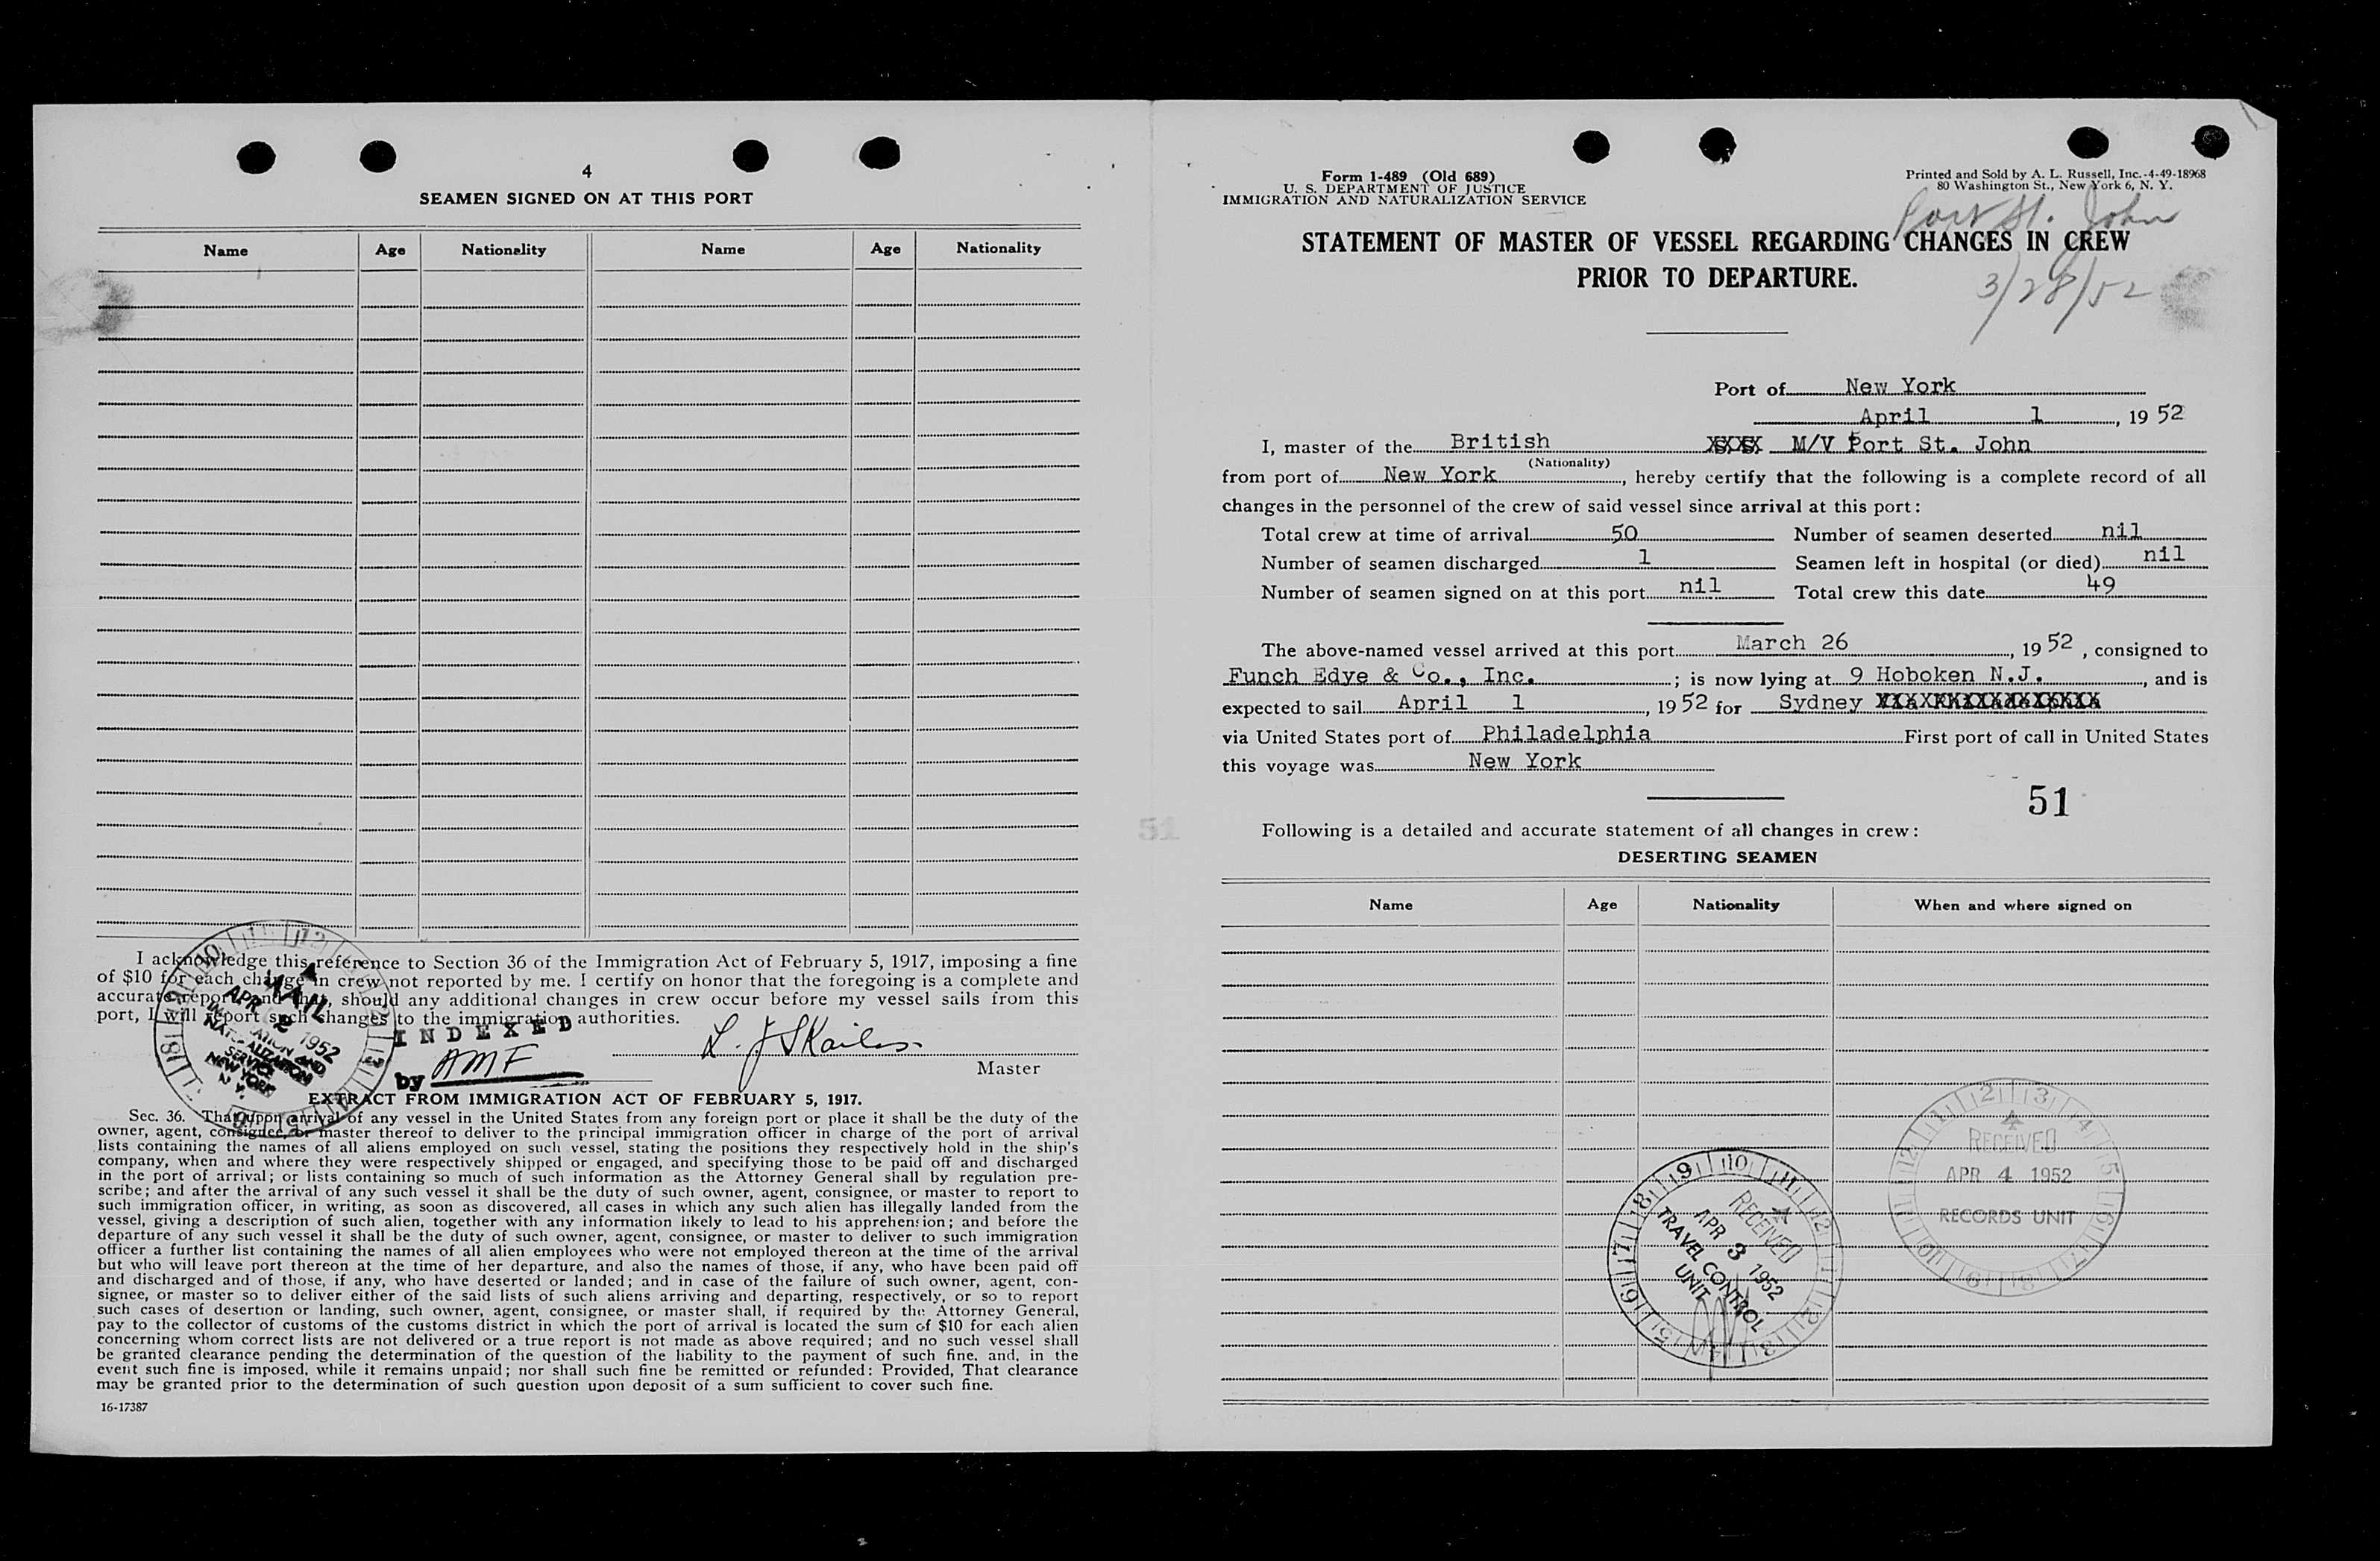 4
SEAMEN SIGNED ON AT THIS PORT
Name Age Nationality Name Age Nationality
I acknowledge this reference to Section 36 of the Immigration Act of February 5, 1917, imposing a fine
of $10 for each change in crew not reported by me. I certify on honor that the foregoing is a complete and
accurate report and that, should any additional changes in crew occur before my vessel sails from this
port, I will report such changes to the immigration authorities.
MAIL
APR 2 1952
IMMIGRATION AND
NATURALIZATION
SERVICE
NEW YORK
N. Y.
INDEXED
by AMF
Master
EXTRACT FROM IMMIGRATION ACT OF FEBRUARY 5, 1917.
Sec. 36. That upon arrival of any vessel in the United States from any foreign port or place it shall be the duty of the
owner, agent, consignee, or master thereof to deliver to the principal immigration officer in charge of the port of arrival
lists containing the names of all aliens employed on such vessel, stating the positions they respectively hold in the ship's
company, when and where they were respectively shipped or engaged, and specifying those to be paid off and discharged
in the port of arrival; or lists containing so much of such information as the Attorney General shall by regulation pre-
scribe; and after the arrival of any such vessel it shall be the duty of such owner, agent, consignee, or master to report to
such immigration officer, in writing, as soon as discovered, all cases in which any such alien has illegally landed from the
vessel, giving a description of such alien, together with any information likely to lead to his apprehension; and before the
departure of any such vessel it shall be the duty of such owner, agent, consignee, or master to deliver to such immigration
officer a further list containing the names of all alien employees who were not employed thereon at the time of the arrival
but who will leave port thereon at the time of her departure, and also the names of those, if any, who have been paid off
and discharged and of those, if any, who have deserted or landed; and in case of the failure of such owner, agent, con-
signee, or master so to deliver either of the said lists of such aliens arriving and departing, respectively, or so to report
such cases of desertion or landing, such owner, agent, consignee, or master shall, if required by the Attorney General,
pay to the collector of customs of the customs district in which the port of arrival is located the sum of $10 for each alien
concerning whom correct lists are not delivered or a true report is not made as above required; and no such vessel shall
be granted clearance pending the determination of the question of the liability to the payment of such fine, and, in the
event such fine is imposed, while it remains unpaid; nor shall such fine be remitted or refunded: Provided, That clearance
may be granted prior to the determination of such question upon deposit of a sum sufficient to cover such fine.
16-17387
Form 1-489 (Old 689)
U. S. DEPARTMENT OF JUSTICE
IMMIGRATION AND NATURALIZATION SERVICE
Printed and Sold by A. L. Russell, Inc.-4-49-18968
80 Washington St., New York 6, N. Y.
Port St. John
STATEMENT OF MASTER OF VESSEL REGARDING CHANGES IN CREW
PRIOR TO DEPARTURE.
3/28/52
Port of New York
April 1, 19 52
I, master of the British M/V Port St. John
(Nationality)
from port of New York, hereby certify that the following is a complete record of all
changes in the personnel of the crew of said vessel since arrival at this port:
Total crew at time of arrival 50 Number of seamen deserted nil
Number of seamen discharged 1 Seamen left in hospital (or died) nil
Number of seamen signed on at this port nil Total crew this date 49
The above-named vessel arrived at this port March 26, 19 52, consigned to
Funch Edye & Co., Inc.; is now lying at 9 Hoboken N.J., and is
expected to sail April 1, 19 52 for Sydney
via United States port of Philadelphia First port of call in United States
this voyage was New York
51
Following is a detailed and accurate statement of all changes in crew:
DESERTING SEAMEN
Name Age Nationality When and where signed on
RECEIVED
APR 3 1952
TRAVEL CONTROL
UNIT
RECEIVED
APR 4 1952
RECORDS UNIT